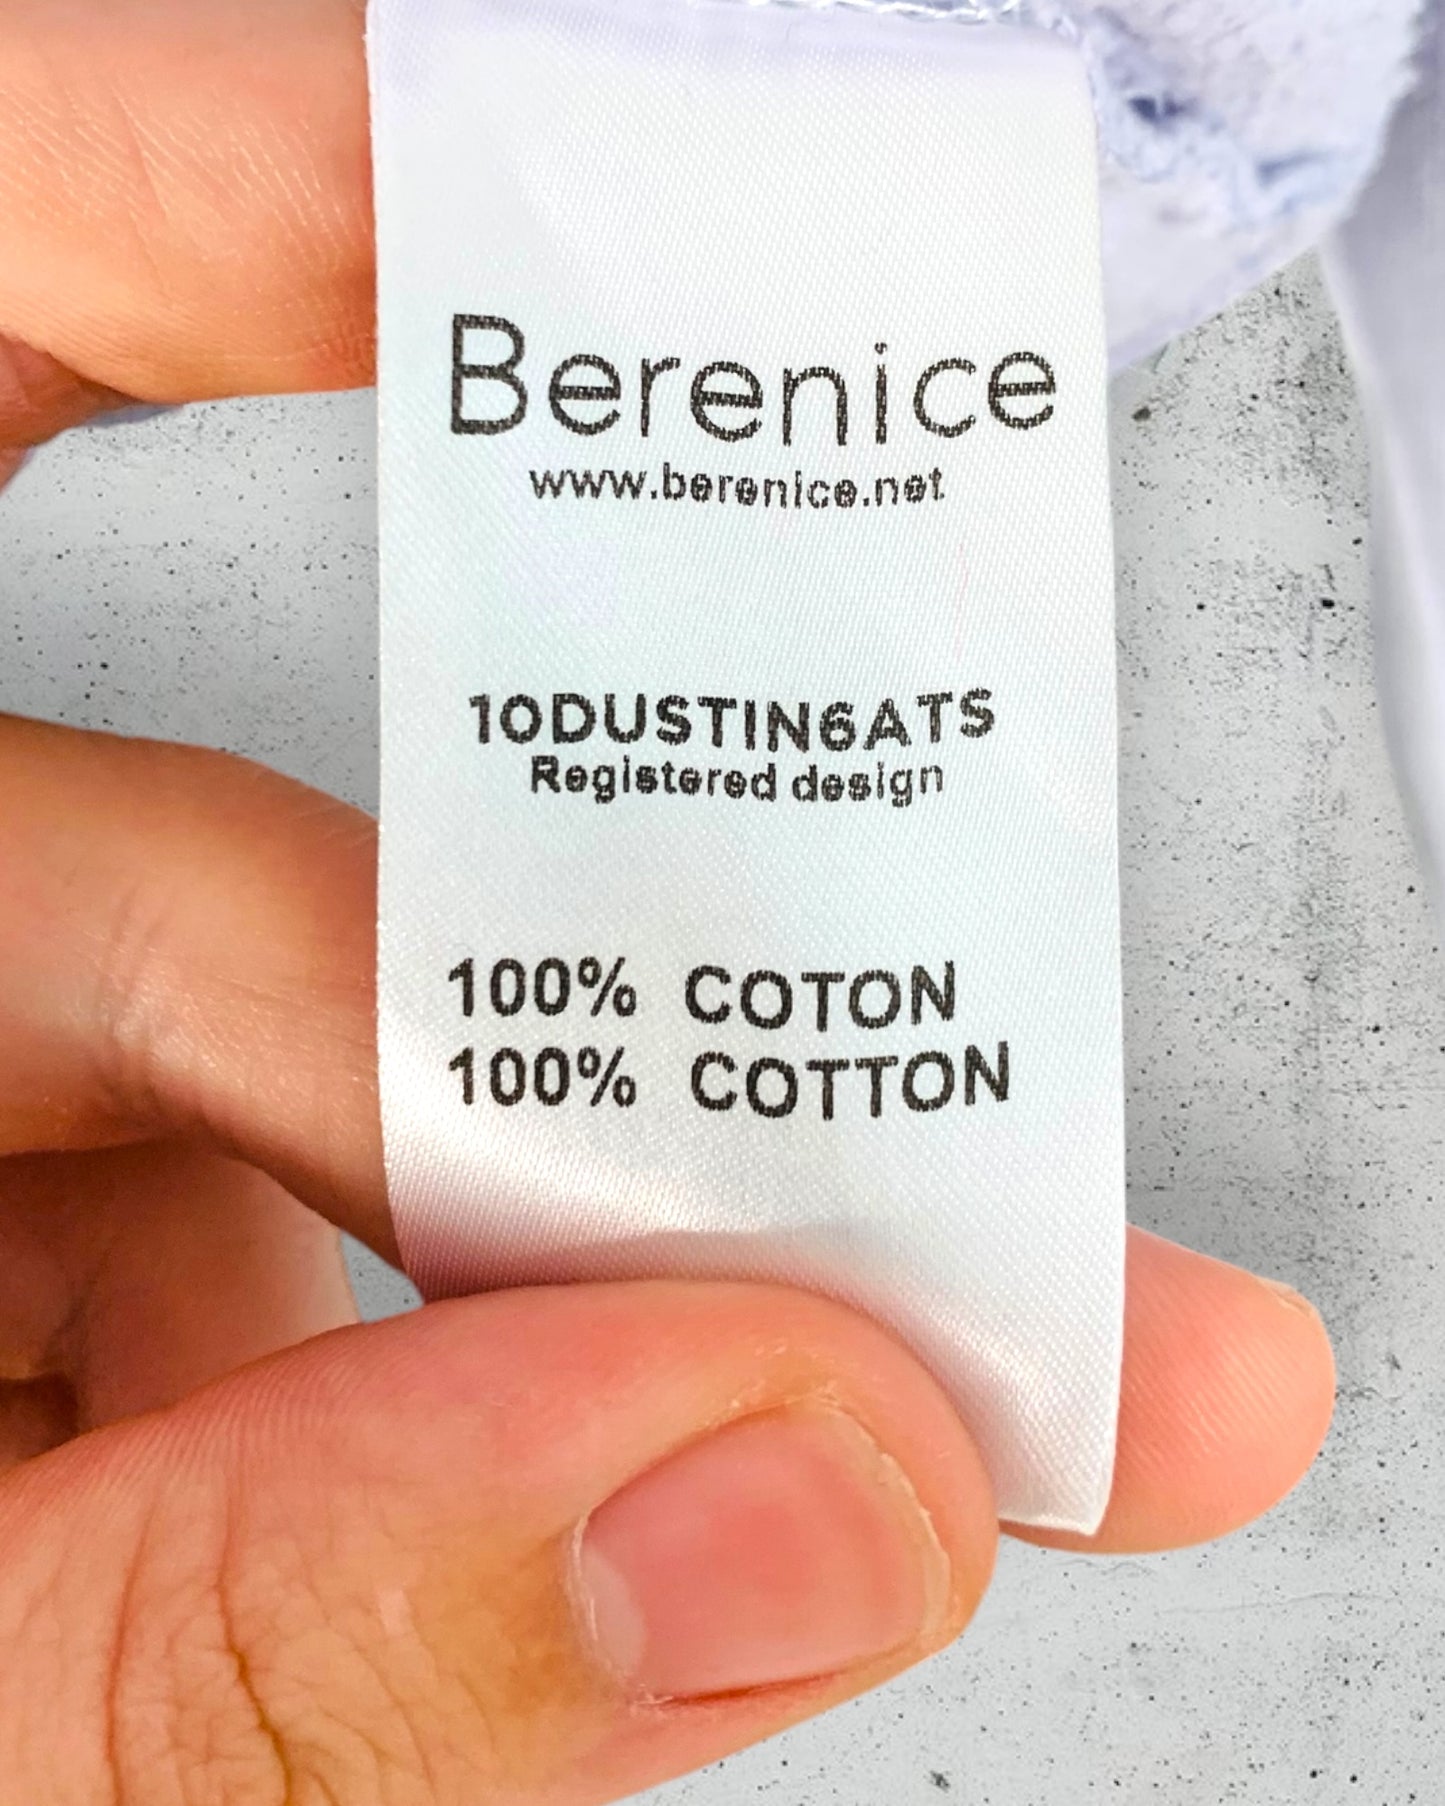 Berenice
www.berenice.net
10DUSTIN6ATS
Registered design
100% COTON
100% COTTON